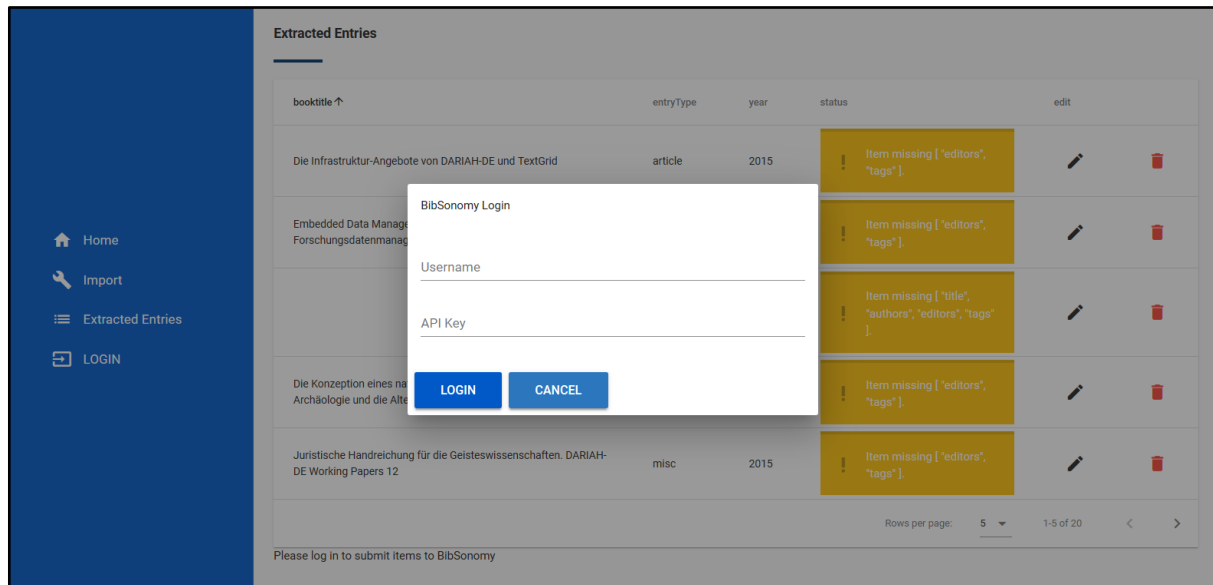 Extracted Entries
booktitle entryType year status edit
Die Infrastruktur-Angebote von DARIAH-DE und TextGrid article 2015 Item missing [ "editors",
"tags" ].
Embedded Data Manage
Forschungsdatenmanag
Item missing [ "editors",
"tags" ].
Item missing [ "title",
"authors", "editors", "tags"
].
Die Konzeption eines na
Archäologie und die Alte
Item missing [ "editors",
"tags" ].
Juristische Handreichung für die Geisteswissenschaften. DARIAH-
DE Working Papers 12
misc 2015
Item missing [ "editors",
"tags" ].
Rows per page: 5 1-5 of 20
Please log in to submit items to BibSonomy
Home
Import
Extracted Entries
LOGIN
BibSonomy Login
Username
API Key
LOGIN CANCEL